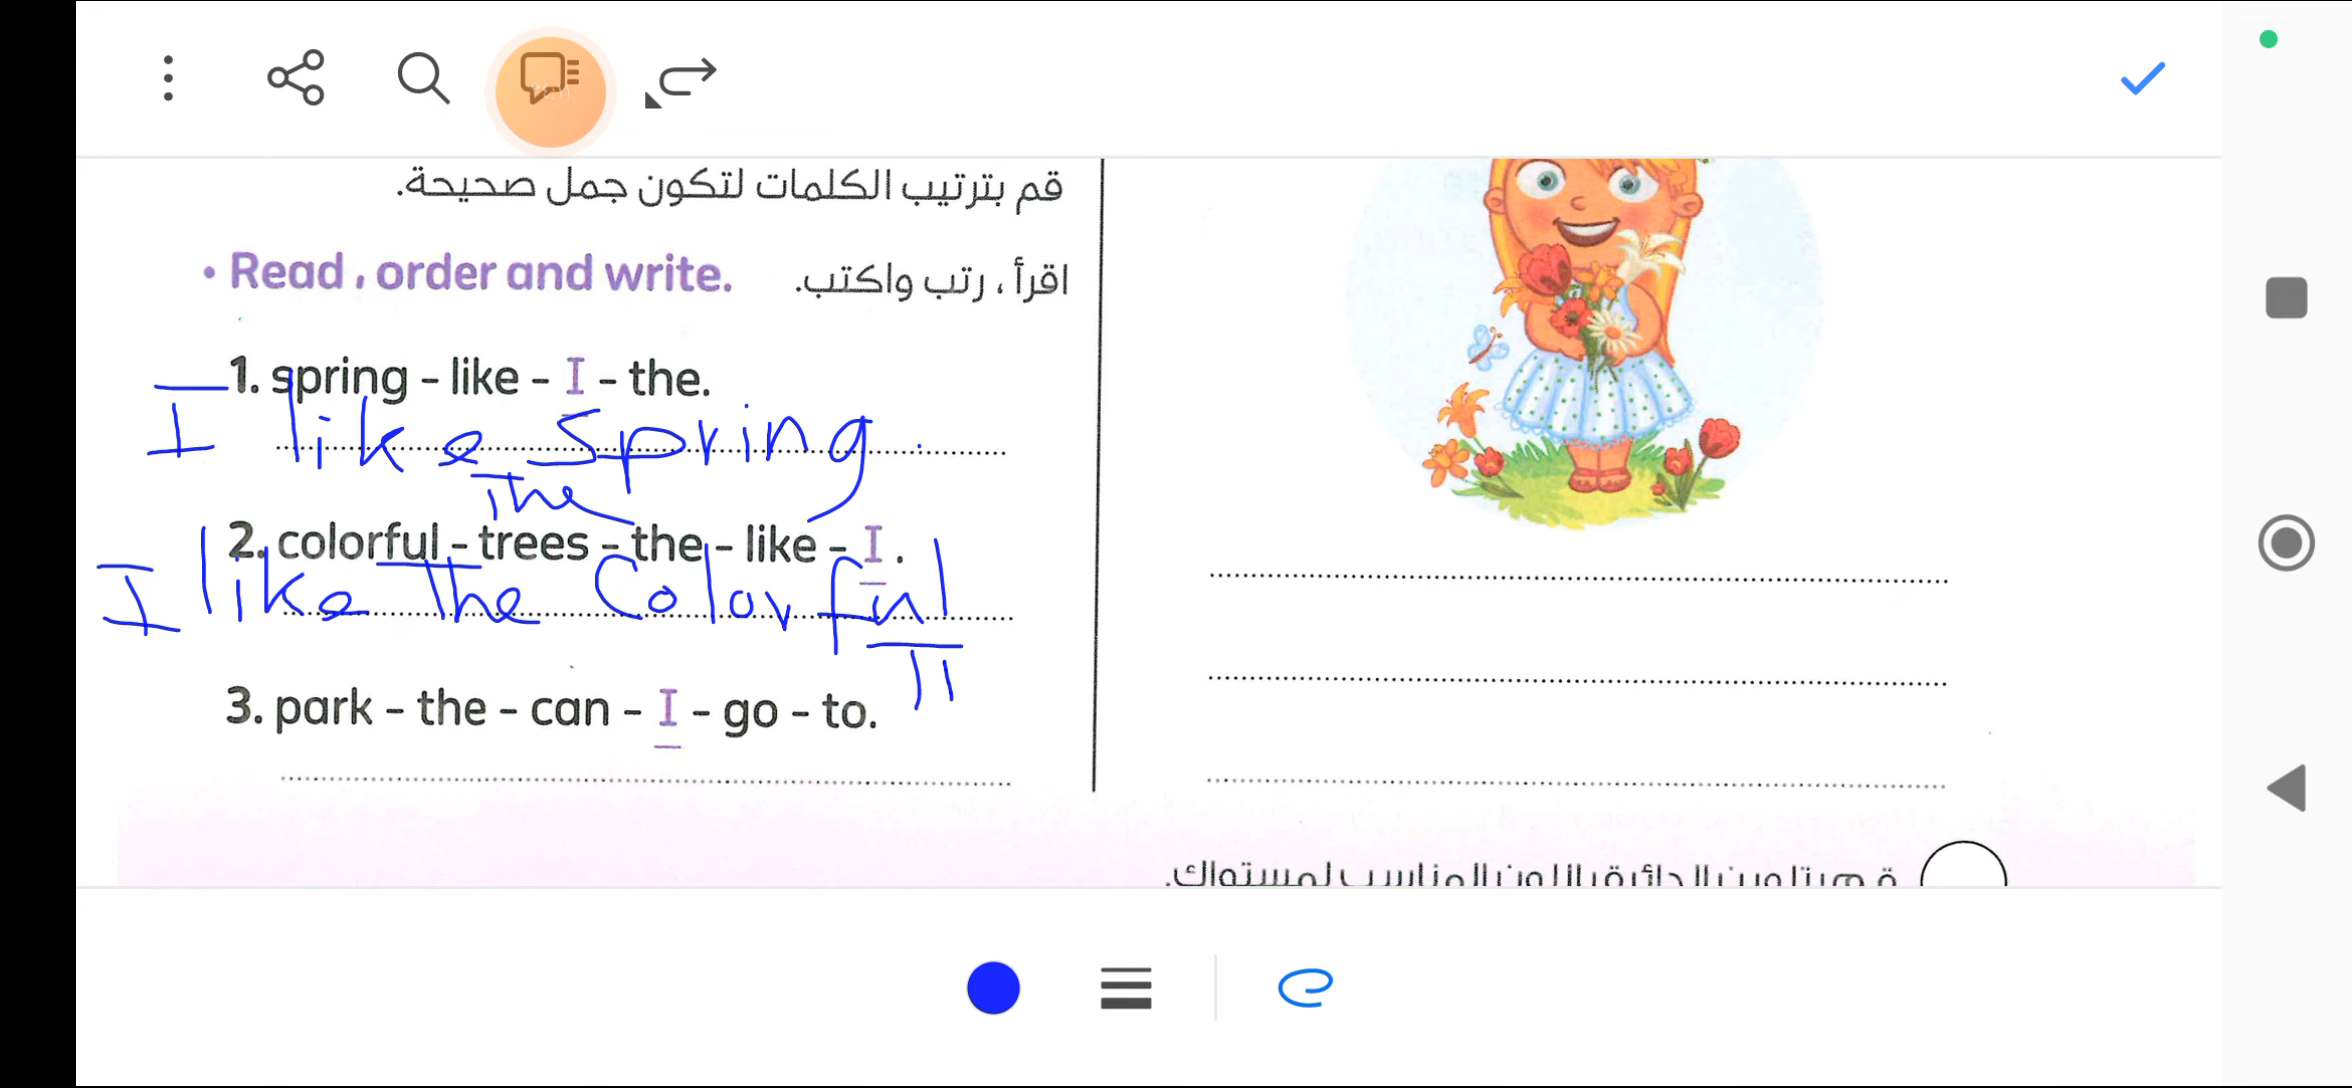 قم بترتيب الكلمات لتكون جمل صحيحة.
• Read , order and write. اقرأ ، رتب واكتب.
1. spring - like - I - the.
I like Spring .
The
2. colorful - trees - the - like - I .
I like The Colorful
3. park - the - can - I - go - to.